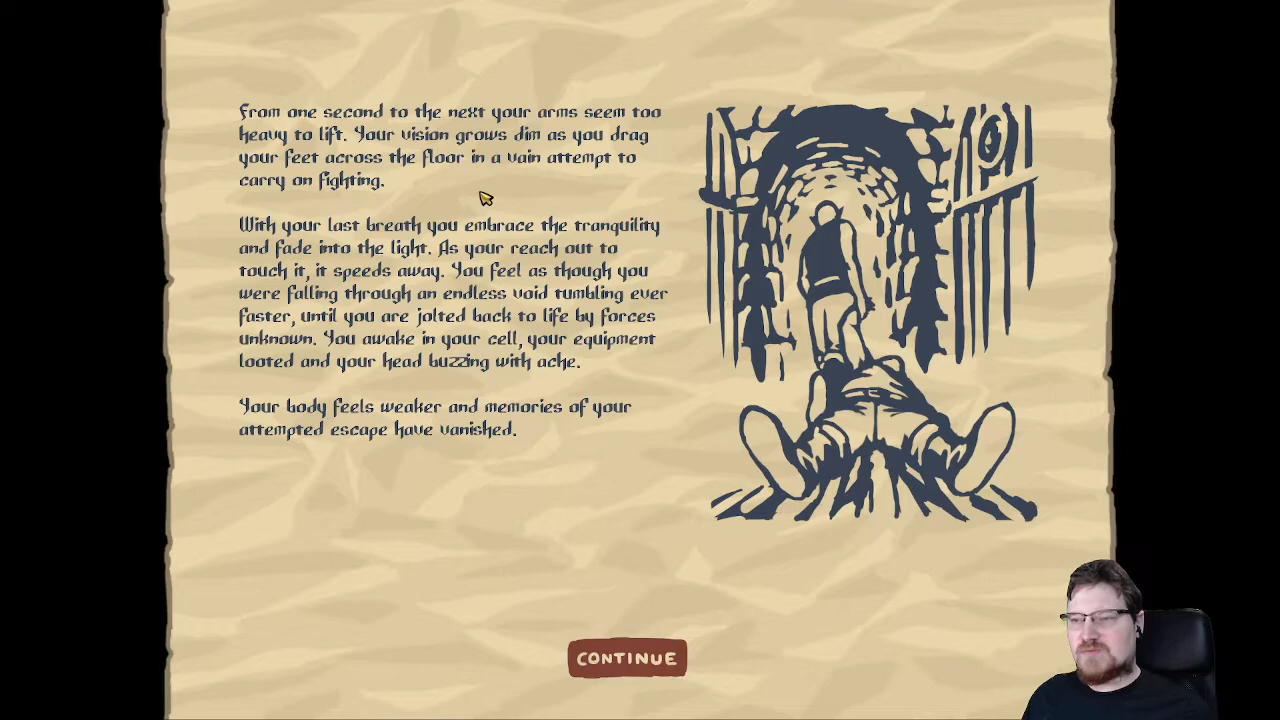 From one second to the next your arms seem too
heavy to lift. Your vision grows dim as you drag
your feet across the floor in a vain attempt to
carry on fighting.
With your last breath you embrace the tranquility
and fade into the light. As your reach out to
touch it, it speeds away. You feel as though you
were falling through an endless void tumbling ever
faster, until you are jolted back to life by forces
unknown. You awake in your cell, your equipment
looted and your head buzzing with ache.
Your body feels weaker and memories of your
attempted escape have vanished.
CONTINUE